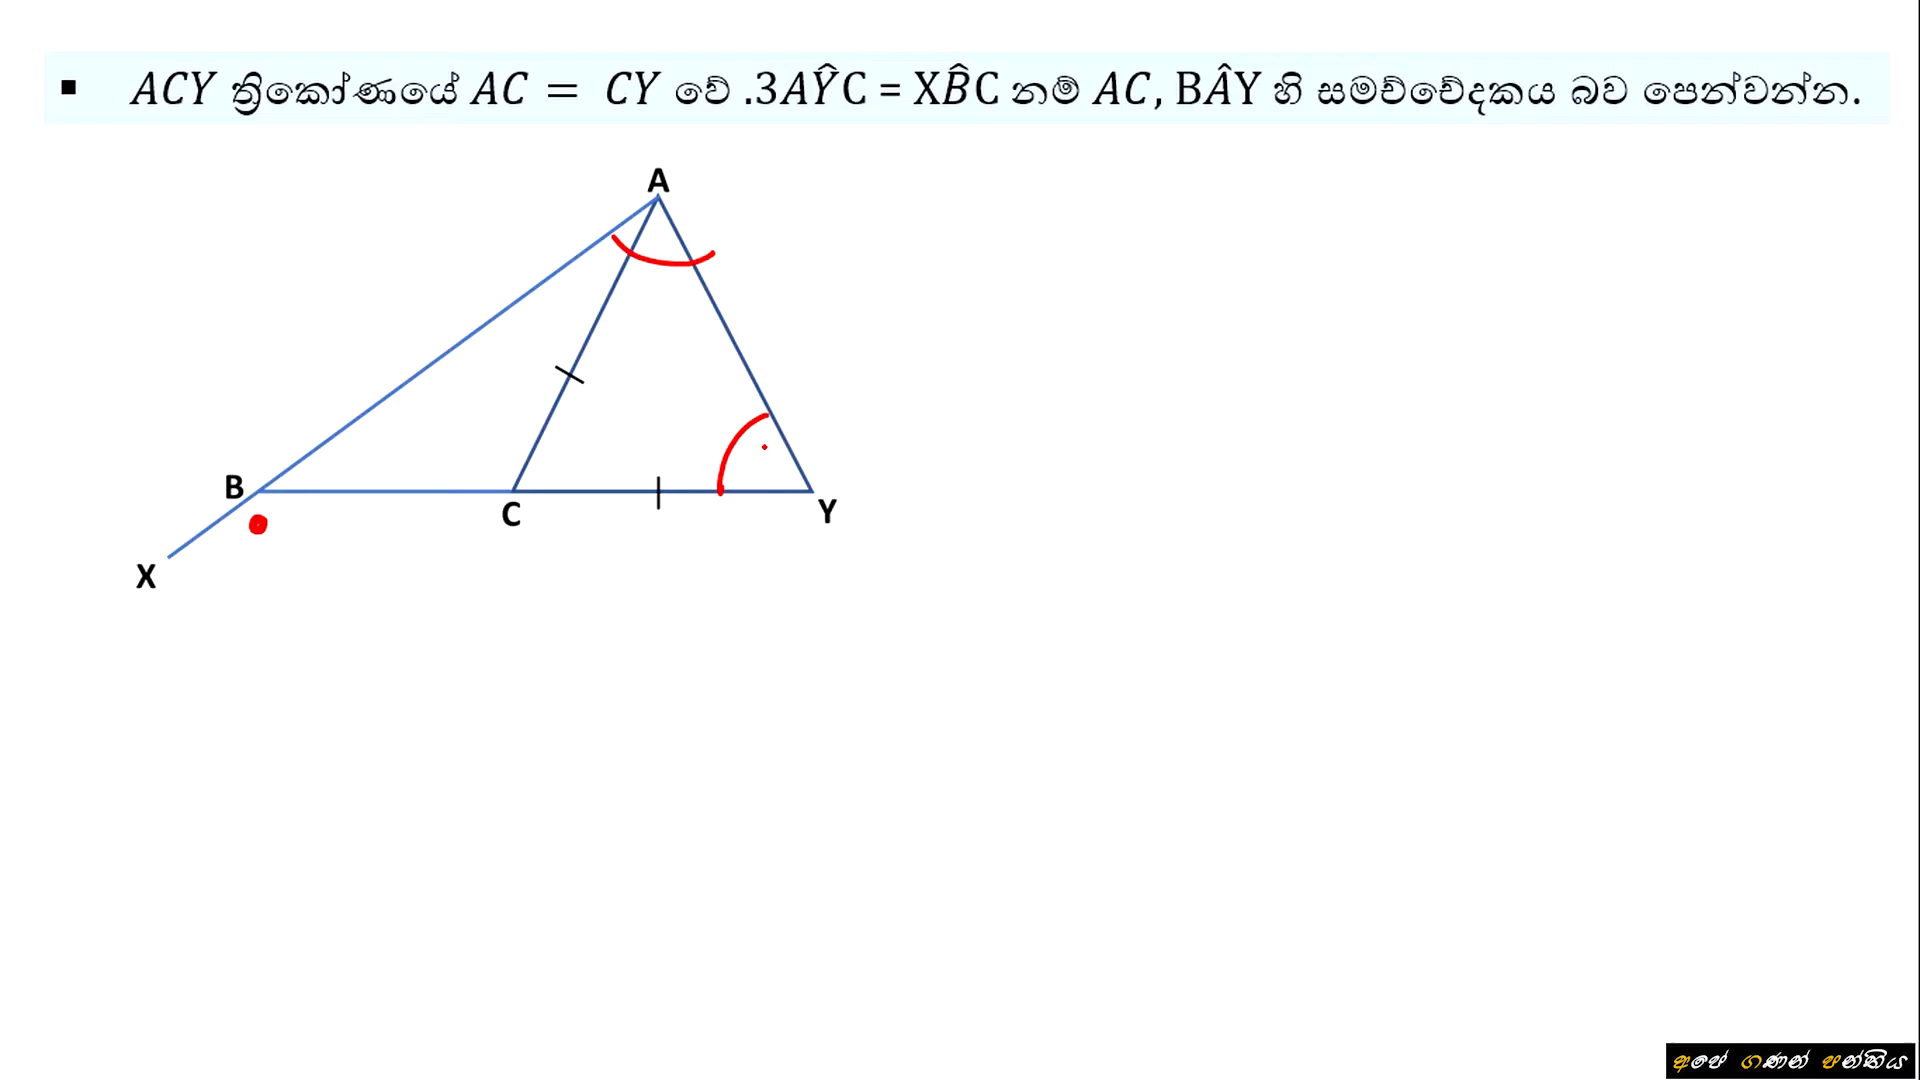 ▪ ACY ත්‍රිකෝණයේ AC = CY වේ .3AŶC = XB̂C නම් AC, BÂY හි සමච්චේදකය බව පෙන්වන්න.
A
B
C
Y
X
අපේ ගණන් පන්තිය